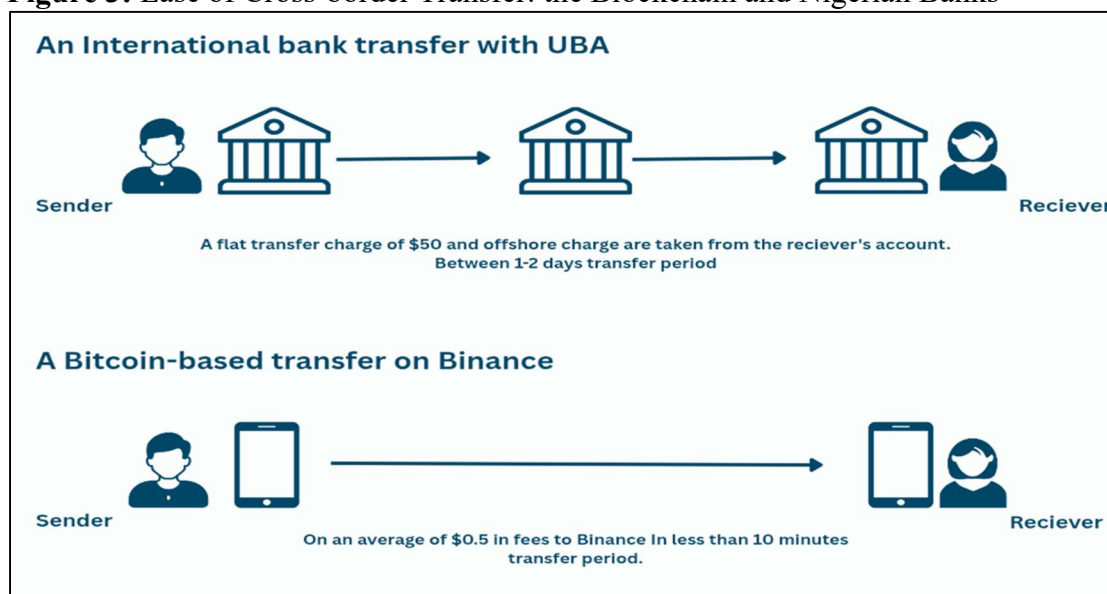 An International bank transfer with UBA
Sender
Reciever
A flat transfer charge of $50 and offshore charge are taken from the reciever's account.
Between 1-2 days transfer period
A Bitcoin-based transfer on Binance
Sender
Reciever
On an average of $0.5 in fees to Binance In less than 10 minutes
transfer period.